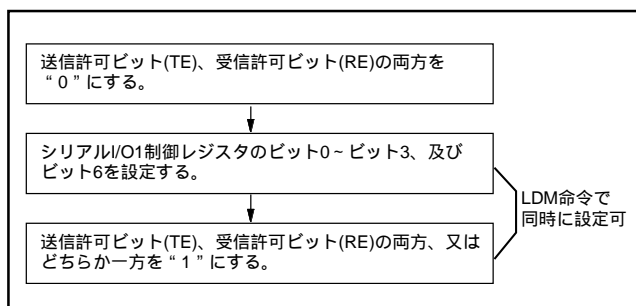 送信許可ビット(TE)、受信許可ビット(RE)の両方を
“ 0 ” にする。
シリアルI/O1制御レジスタのビット0 ~ ビット3、及び
ビット6を設定する。
LDM命令で
同時に設定可
送信許可ビット(TE)、受信許可ビット(RE)の両方、又は
どちらか一方を “ 1 ” にする。